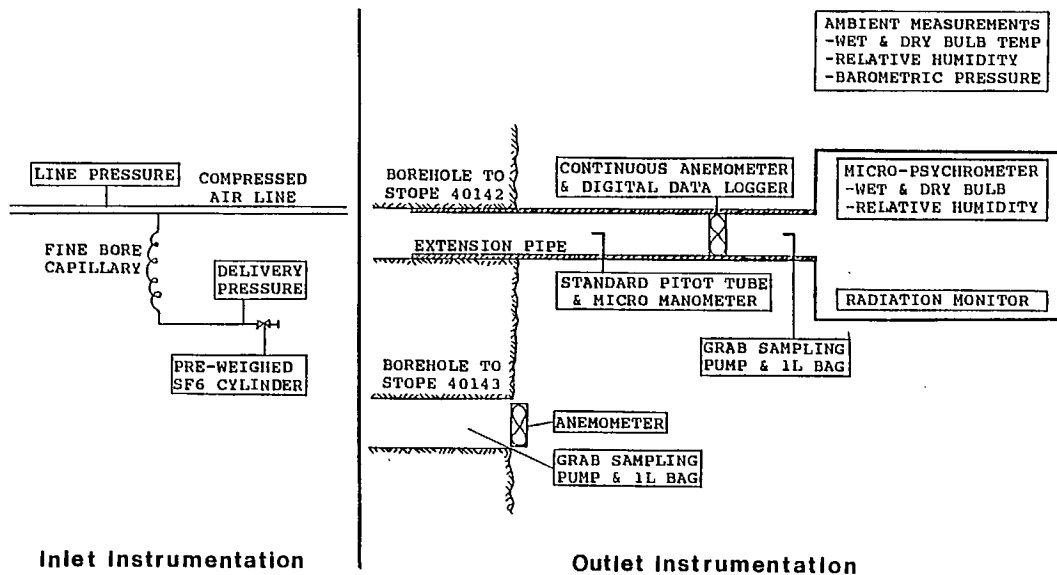 LINE PRESSURE
COMPRESSED
AIR LINE
FINE BORE
CAPILLARY
DELIVERY
PRESSURE
PRE-WEIGHED
SF6 CYLINDER
Inlet Instrumentation
AMBIENT MEASUREMENTS
-WET & DRY BULB TEMP
-RELATIVE HUMIDITY
-BAROMETRIC PRESSURE
BOREHOLE TO
STOPE 40142
CONTINUOUS ANEMOMETER
& DIGITAL DATA LOGGER
MICRO-PSYCHROMETER
-WET & DRY BULB
-RELATIVE HUMIDITY
EXTENSION PIPE
STANDARD PITOT TUBE
& MICRO MANOMETER
RADIATION MONITOR
GRAB SAMPLING
PUMP & 1L BAG
BOREHOLE TO
STOPE 40143
ANEMOMETER
GRAB SAMPLING
PUMP & 1L BAG
Outlet Instrumentation